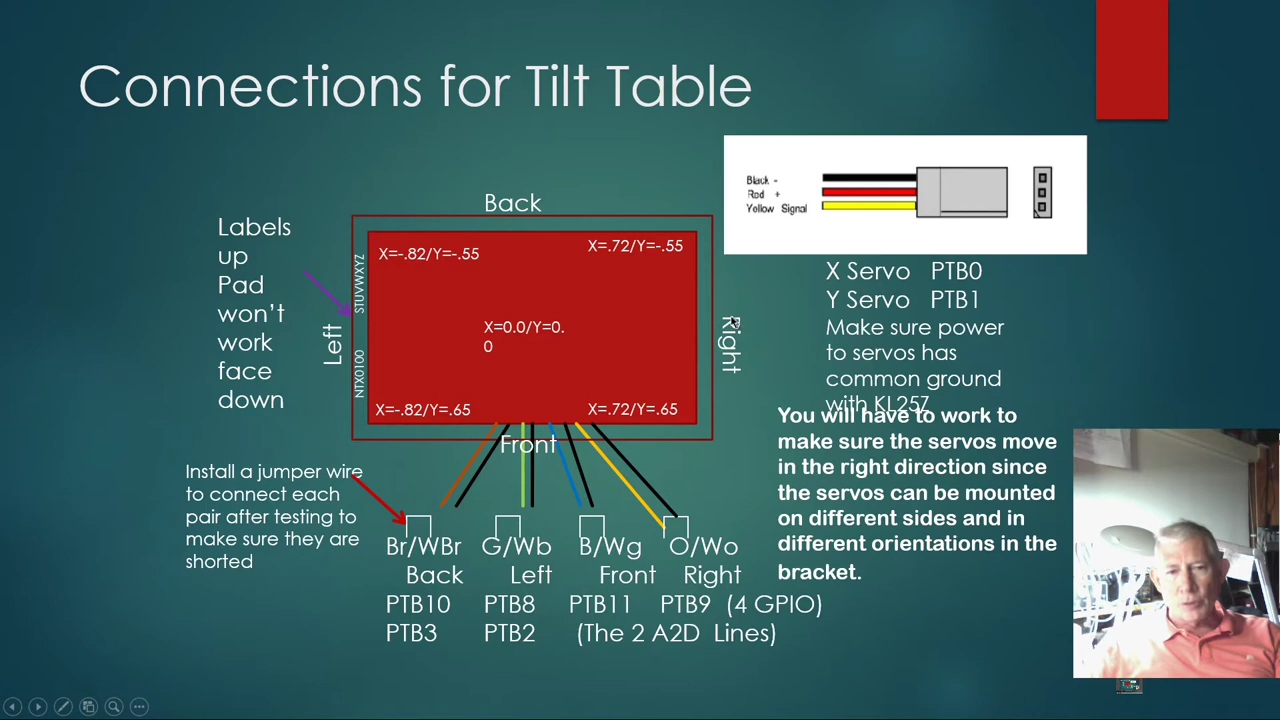 Connections for Tilt Table
Back
Labels
up
Pad
won’t
work
face
down
Left
STUVWXYZ
NTX0100
X=-.82/Y=-.55
X=.72/Y=-.55
X=0.0/Y=0.
0
X=-.82/Y=.65
X=.72/Y=.65
Right
Front
Black -
Red +
Yellow Signal
X Servo PTB0
Y Servo PTB1
Make sure power
to servos has
common ground
with KL25Z
You will have to work to
make sure the servos move
in the right direction since
the servos can be mounted
on different sides and in
different orientations in the
bracket.
Install a jumper wire
to connect each
pair after testing to
make sure they are
shorted
Br/WBr G/Wb B/Wg O/Wo
Back Left Front Right
PTB10 PTB8 PTB11 PTB9 (4 GPIO)
PTB3 PTB2 (The 2 A2D Lines)